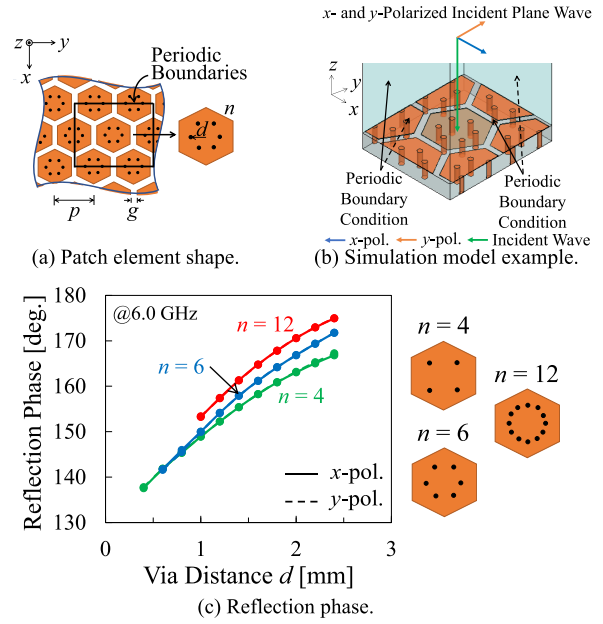 x- and y-Polarized Incident Plane Wave
z
y
x
Periodic
Boundaries
n
d
p
g
z
y
x
Periodic
Boundary
Condition
Periodic
Boundary
Condition
x-pol. y-pol. Incident Wave
(a) Patch element shape.
(b) Simulation model example.
180
170
160
150
140
130
Reflection Phase [deg.]
@6.0 GHz
n = 12
n = 6
n = 4
x-pol.
y-pol.
0 1 2 3
Via Distance d [mm]
n = 4
n = 12
n = 6
(c) Reflection phase.